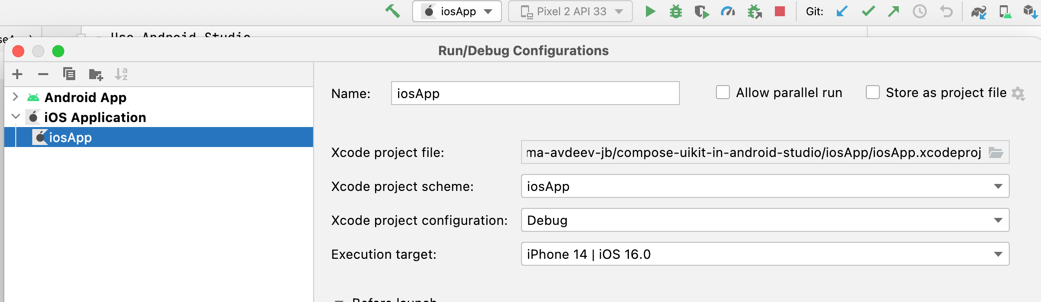 iosApp Pixel 2 API 33 Git:
Use Android Studio
Run/Debug Configurations
Android App
iOS Application
iosApp
Name: iosApp Allow parallel run Store as project file
Xcode project file: ma-avdeev-jb/compose-uikit-in-android-studio/iosApp/iosApp.xcodeproj
Xcode project scheme: iosApp
Xcode project configuration: Debug
Execution target: iPhone 14 | iOS 16.0
Before launch